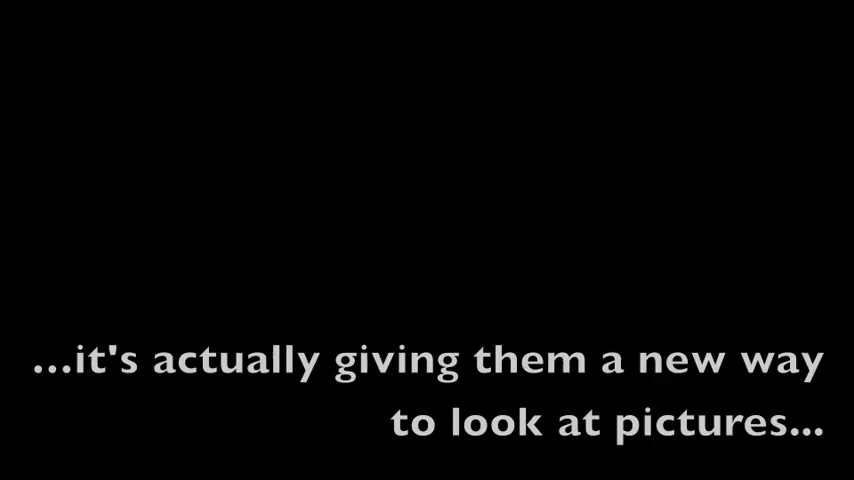 ...it's actually giving them a new way
to look at pictures...